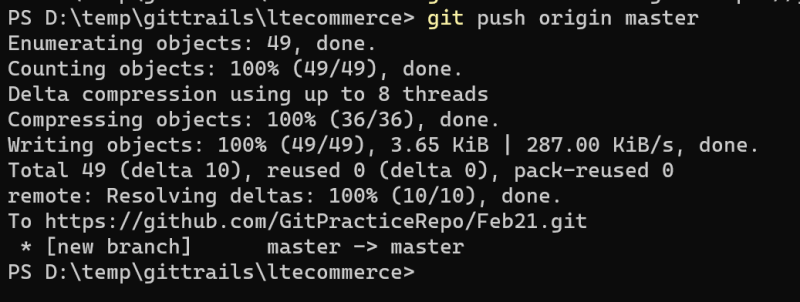 PS D:\temp\gittrails\ltecommerce> git push origin master
Enumerating objects: 49, done.
Counting objects: 100% (49/49), done.
Delta compression using up to 8 threads
Compressing objects: 100% (36/36), done.
Writing objects: 100% (49/49), 3.65 KiB | 287.00 KiB/s, done.
Total 49 (delta 10), reused 0 (delta 0), pack-reused 0
remote: Resolving deltas: 100% (10/10), done.
To https://github.com/GitPracticeRepo/Feb21.git
 * [new branch]      master -> master
PS D:\temp\gittrails\ltecommerce>